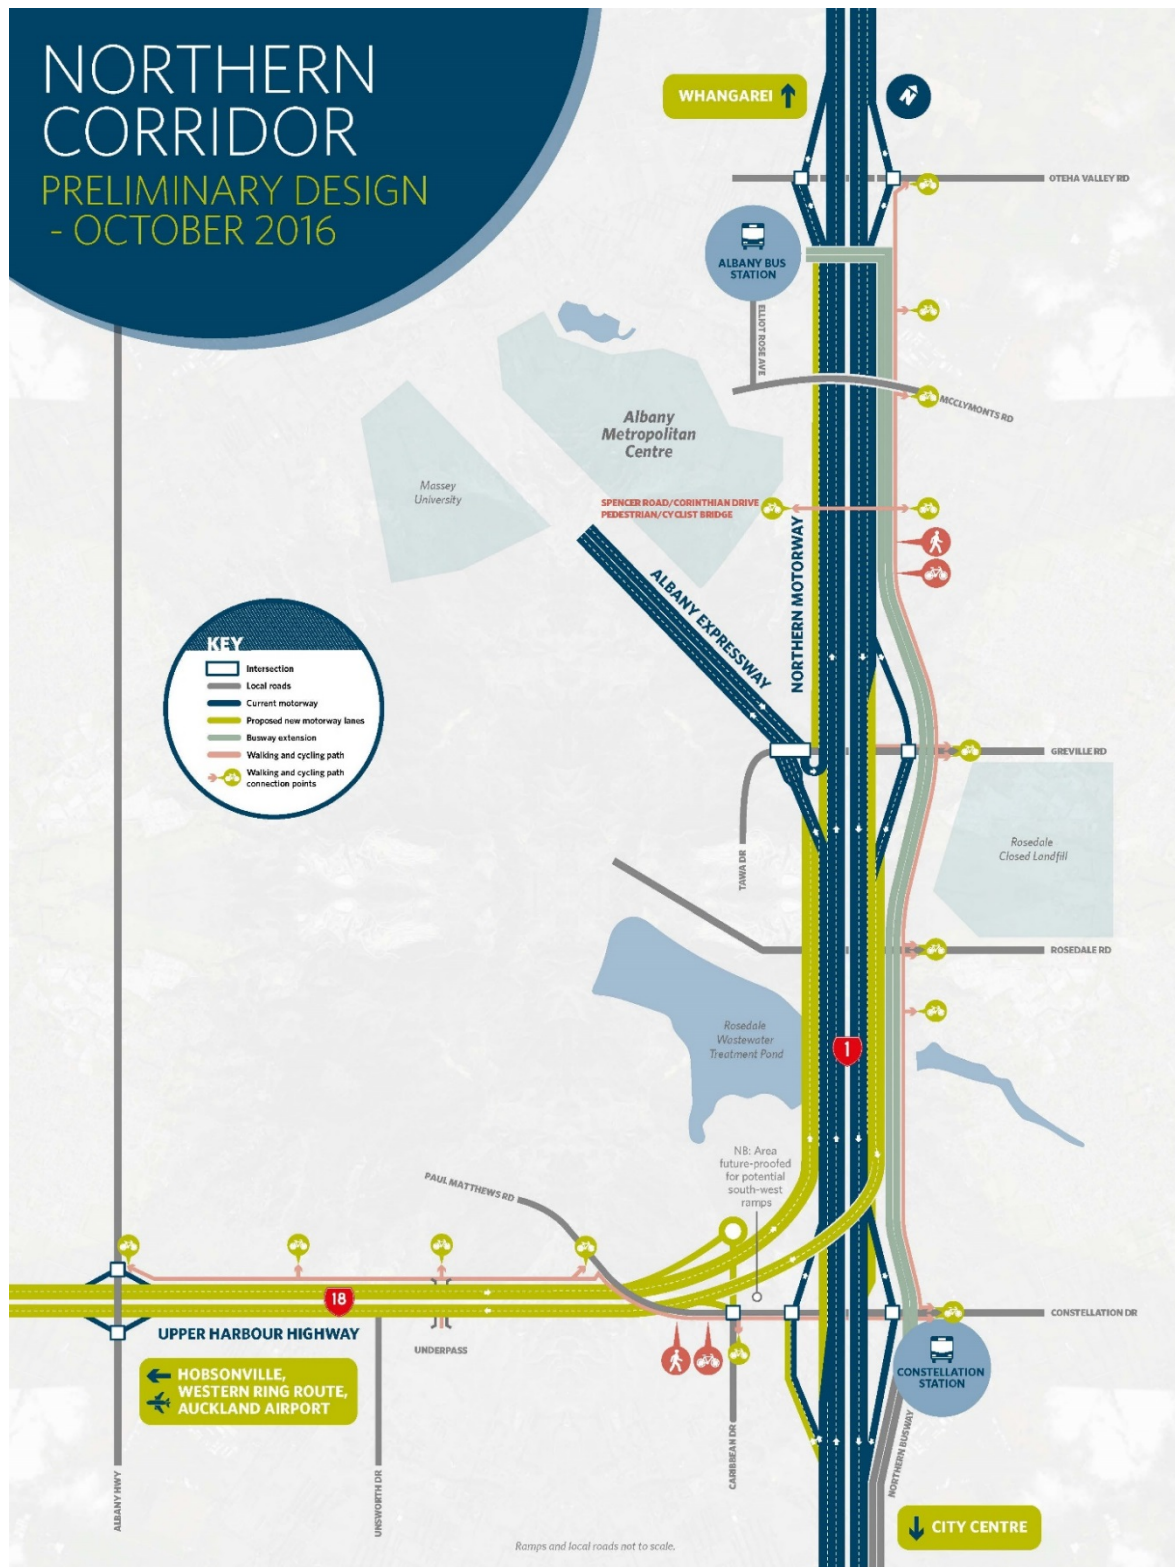 NORTHERN
CORRIDOR
PRELIMINARY DESIGN
- OCTOBER 2016
WHANGAREI
N
OTEHA VALLEY RD
ALBANY BUS
STATION
ELLIOT ROSE AVE
MCCLYMONTS RD
Albany
Metropolitan
Centre
Massey
University
SPENCER ROAD/CORINTHIAN DRIVE
PEDESTRIAN/CYCLIST BRIDGE
NORTHERN MOTORWAY
ALBANY EXPRESSWAY
KEY
Intersection
Local roads
Current motorway
Proposed new motorway lanes
Busway extension
Walking and cycling path
Walking and cycling path
connection points
GREVILLE RD
TAWA DR
Rosedale
Closed Landfill
ROSEDALE RD
Rosedale
Wastewater
Treatment Pond
1
NB: Area
future-proofed
for potential
south-west
ramps
PAUL MATTHEWS RD
18
UPPER HARBOUR HIGHWAY
UNDERPASS
CONSTELLATION DR
CONSTELLATION
STATION
HOBSONVILLE,
WESTERN RING ROUTE,
AUCKLAND AIRPORT
ALBANY HWY
UNSWORTH DR
CARIBBEAN DR
NORTHERN BUSWAY
CITY CENTRE
Ramps and local roads not to scale.